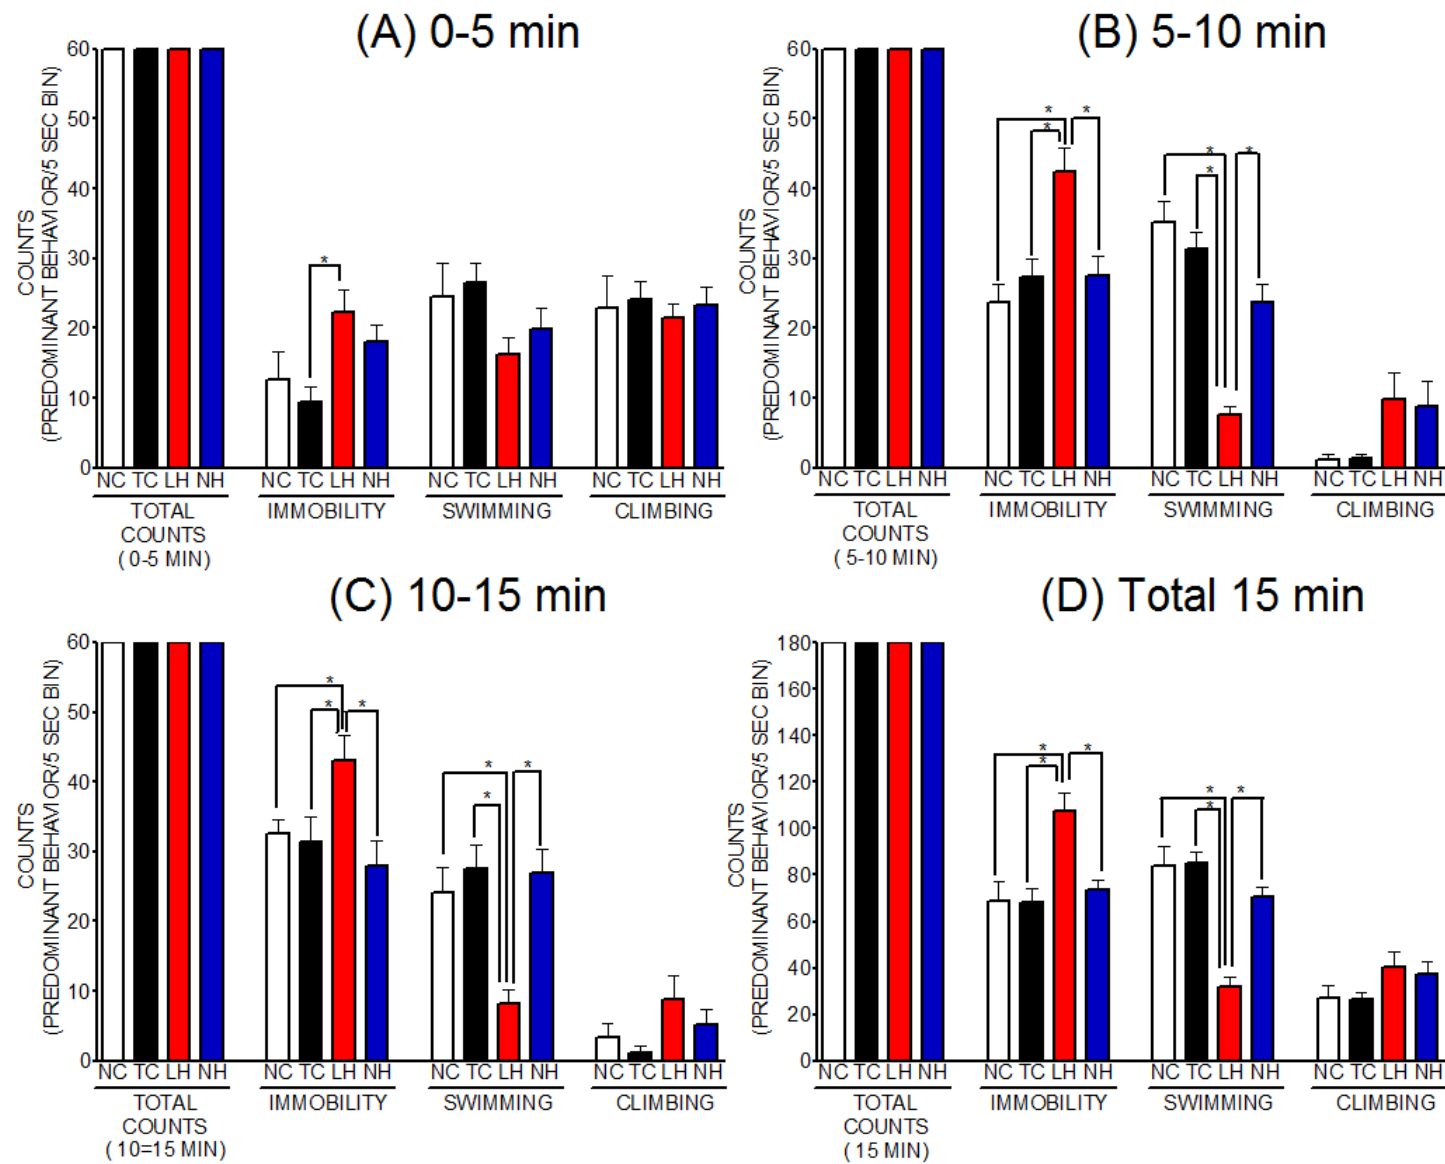 (A) 0-5 min
COUNTS
(PREDOMINANT BEHAVIOR/5 SEC BIN)
60
50
40
30
20
10
0
*
NC TC LH NH NC TC LH NH NC TC LH NH NC TC LH NH
TOTAL COUNTS IMMOBILITY SWIMMING CLIMBING
( 0-5 MIN)
(B) 5-10 min
COUNTS
(PREDOMINANT BEHAVIOR/5 SEC BIN)
60
50
40
30
20
10
0
* * *
* * *
NC TC LH NH NC TC LH NH NC TC LH NH NC TC LH NH
TOTAL COUNTS IMMOBILITY SWIMMING CLIMBING
( 5-10 MIN)
(C) 10-15 min
COUNTS
(PREDOMINANT BEHAVIOR/5 SEC BIN)
60
50
40
30
20
10
0
* * *
* * *
NC TC LH NH NC TC LH NH NC TC LH NH NC TC LH NH
TOTAL COUNTS IMMOBILITY SWIMMING CLIMBING
( 10=15 MIN)
(D) Total 15 min
COUNTS
(PREDOMINANT BEHAVIOR/5 SEC BIN)
180
160
140
120
100
80
60
40
20
0
* * *
* * *
NC TC LH NH NC TC LH NH NC TC LH NH NC TC LH NH
TOTAL COUNTS IMMOBILITY SWIMMING CLIMBING
( 15 MIN)